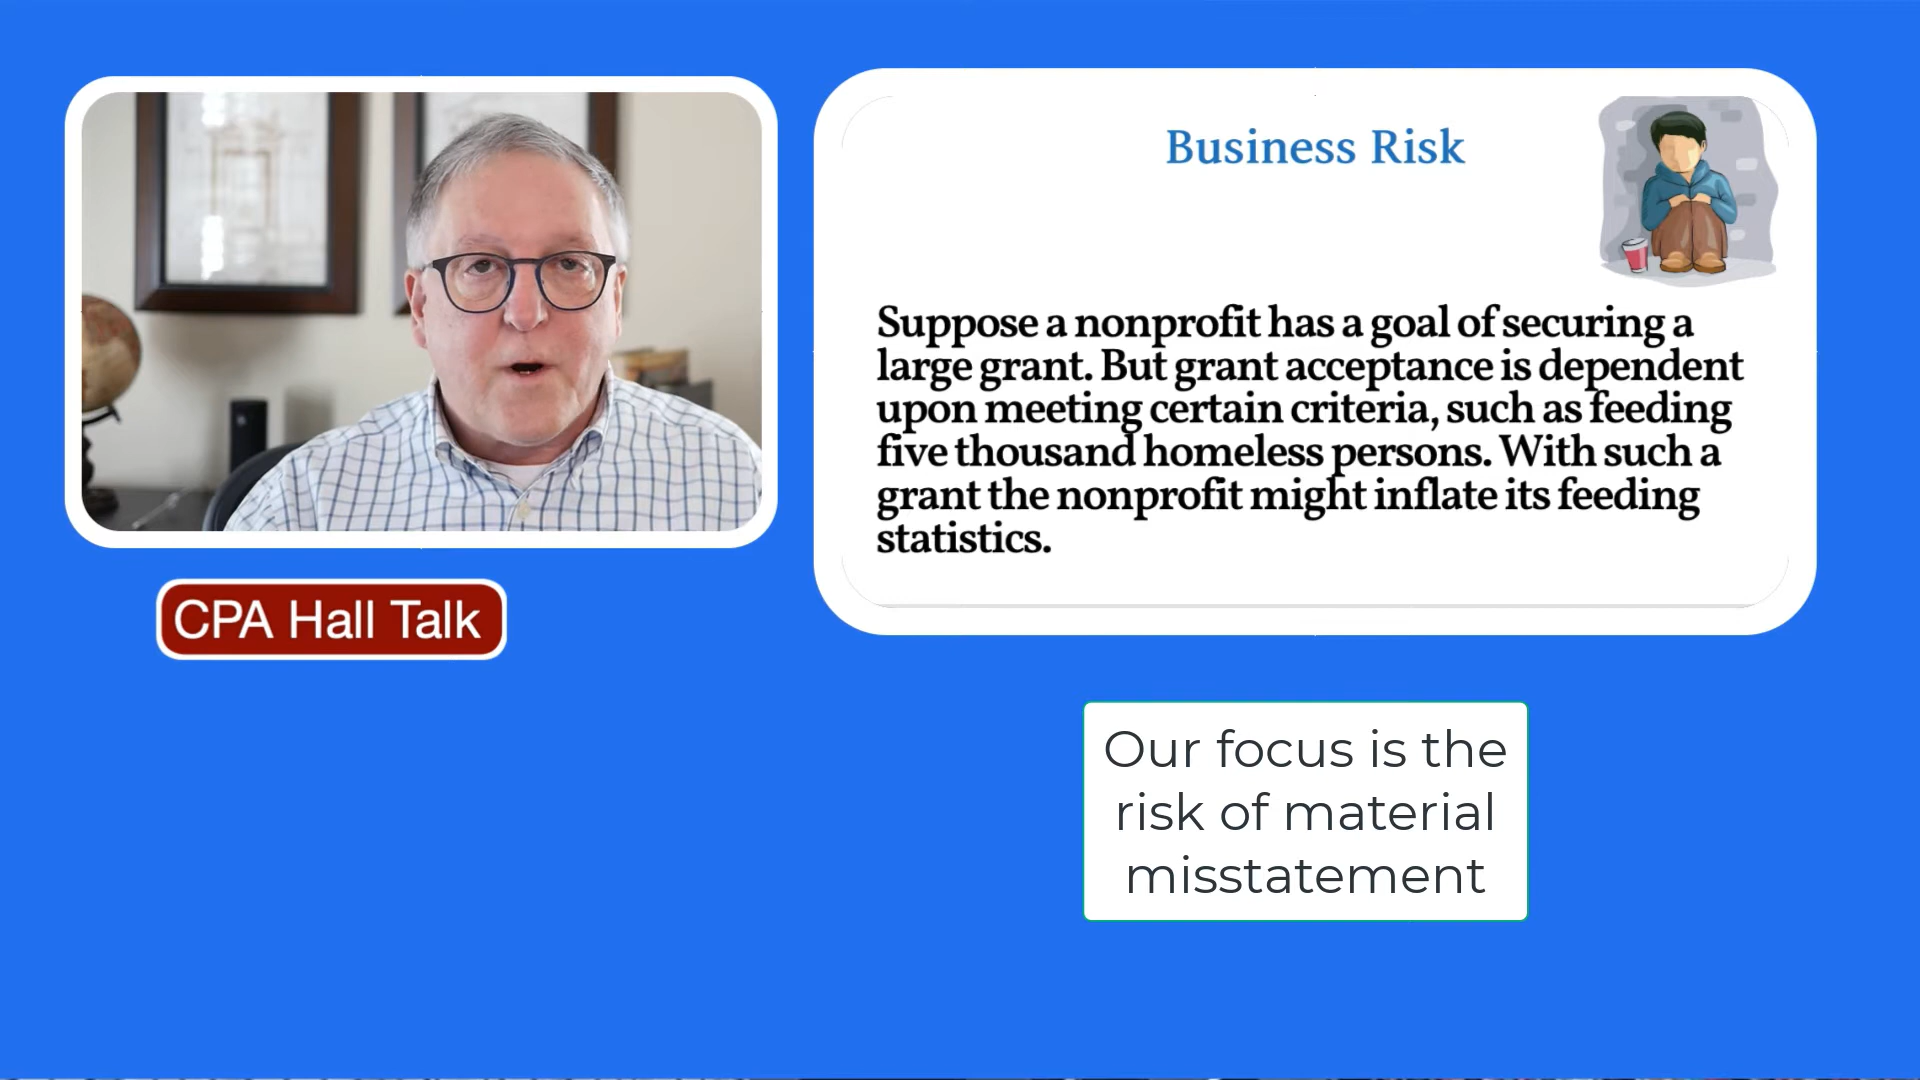 Business Risk
Suppose a nonprofit has a goal of securing a
large grant. But grant acceptance is dependent
upon meeting certain criteria, such as feeding
five thousand homeless persons. With such a
grant the nonprofit might inflate its feeding
statistics.
CPA Hall Talk
Our focus is the
risk of material
misstatement